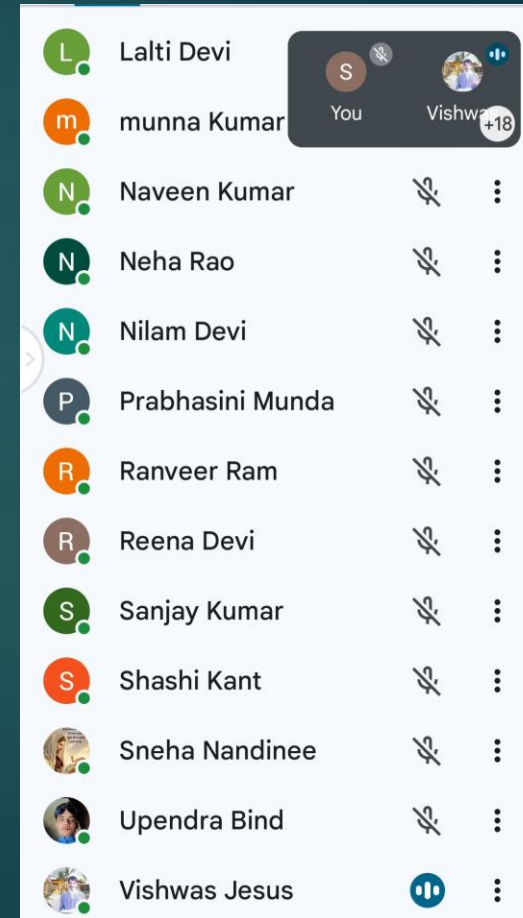 L Lalti Devi
S
You Vishwa +18
m munna Kumar
N Naveen Kumar
N Neha Rao
N Nilam Devi
P Prabhasini Munda
R Ranveer Ram
R Reena Devi
S Sanjay Kumar
S Shashi Kant
Sneha Nandinee
Upendra Bind
Vishwas Jesus